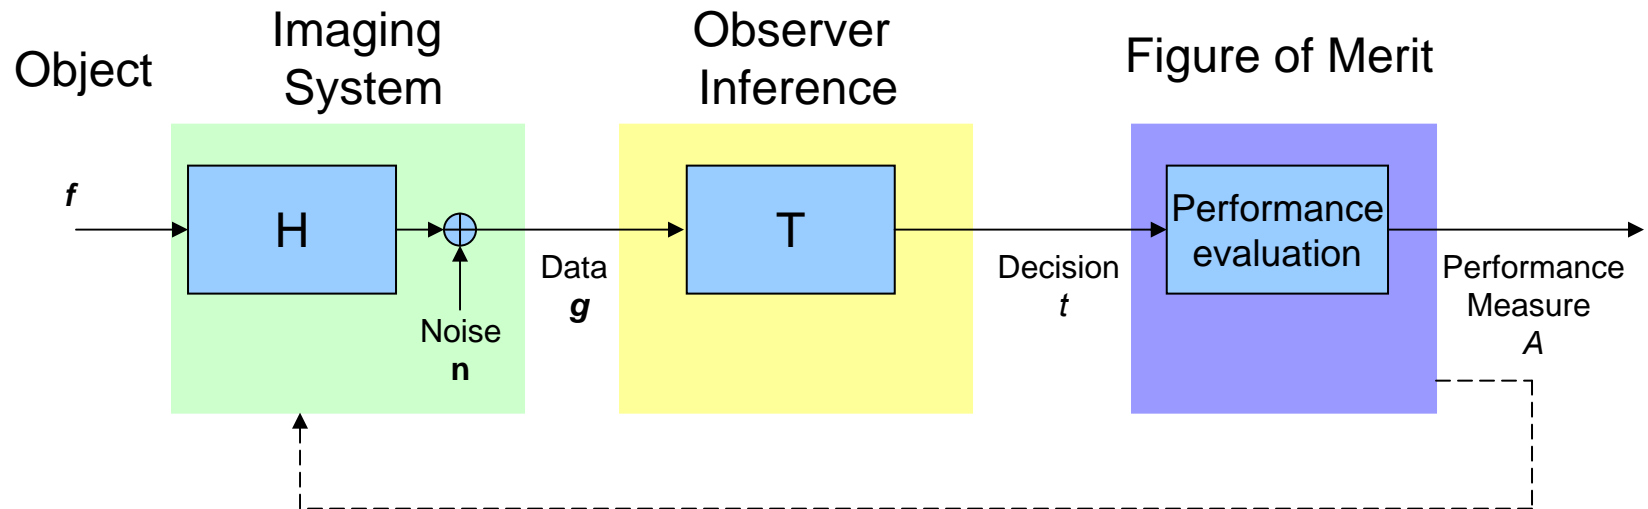 Object
Imaging
System
Observer
Inference
Figure of Merit
f
H
Noise
n
Data
g
T
Decision
t
Performance
evaluation
Performance
Measure
A